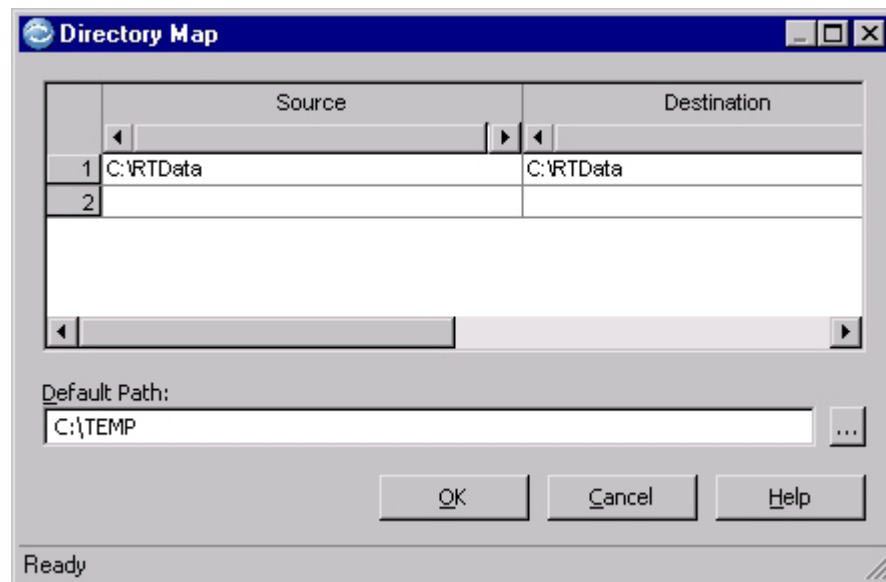 Directory Map
Source Destination
1 C:\RTData C:\RTData
2
Default Path:
C:\TEMP ...
OK Cancel Help
Ready